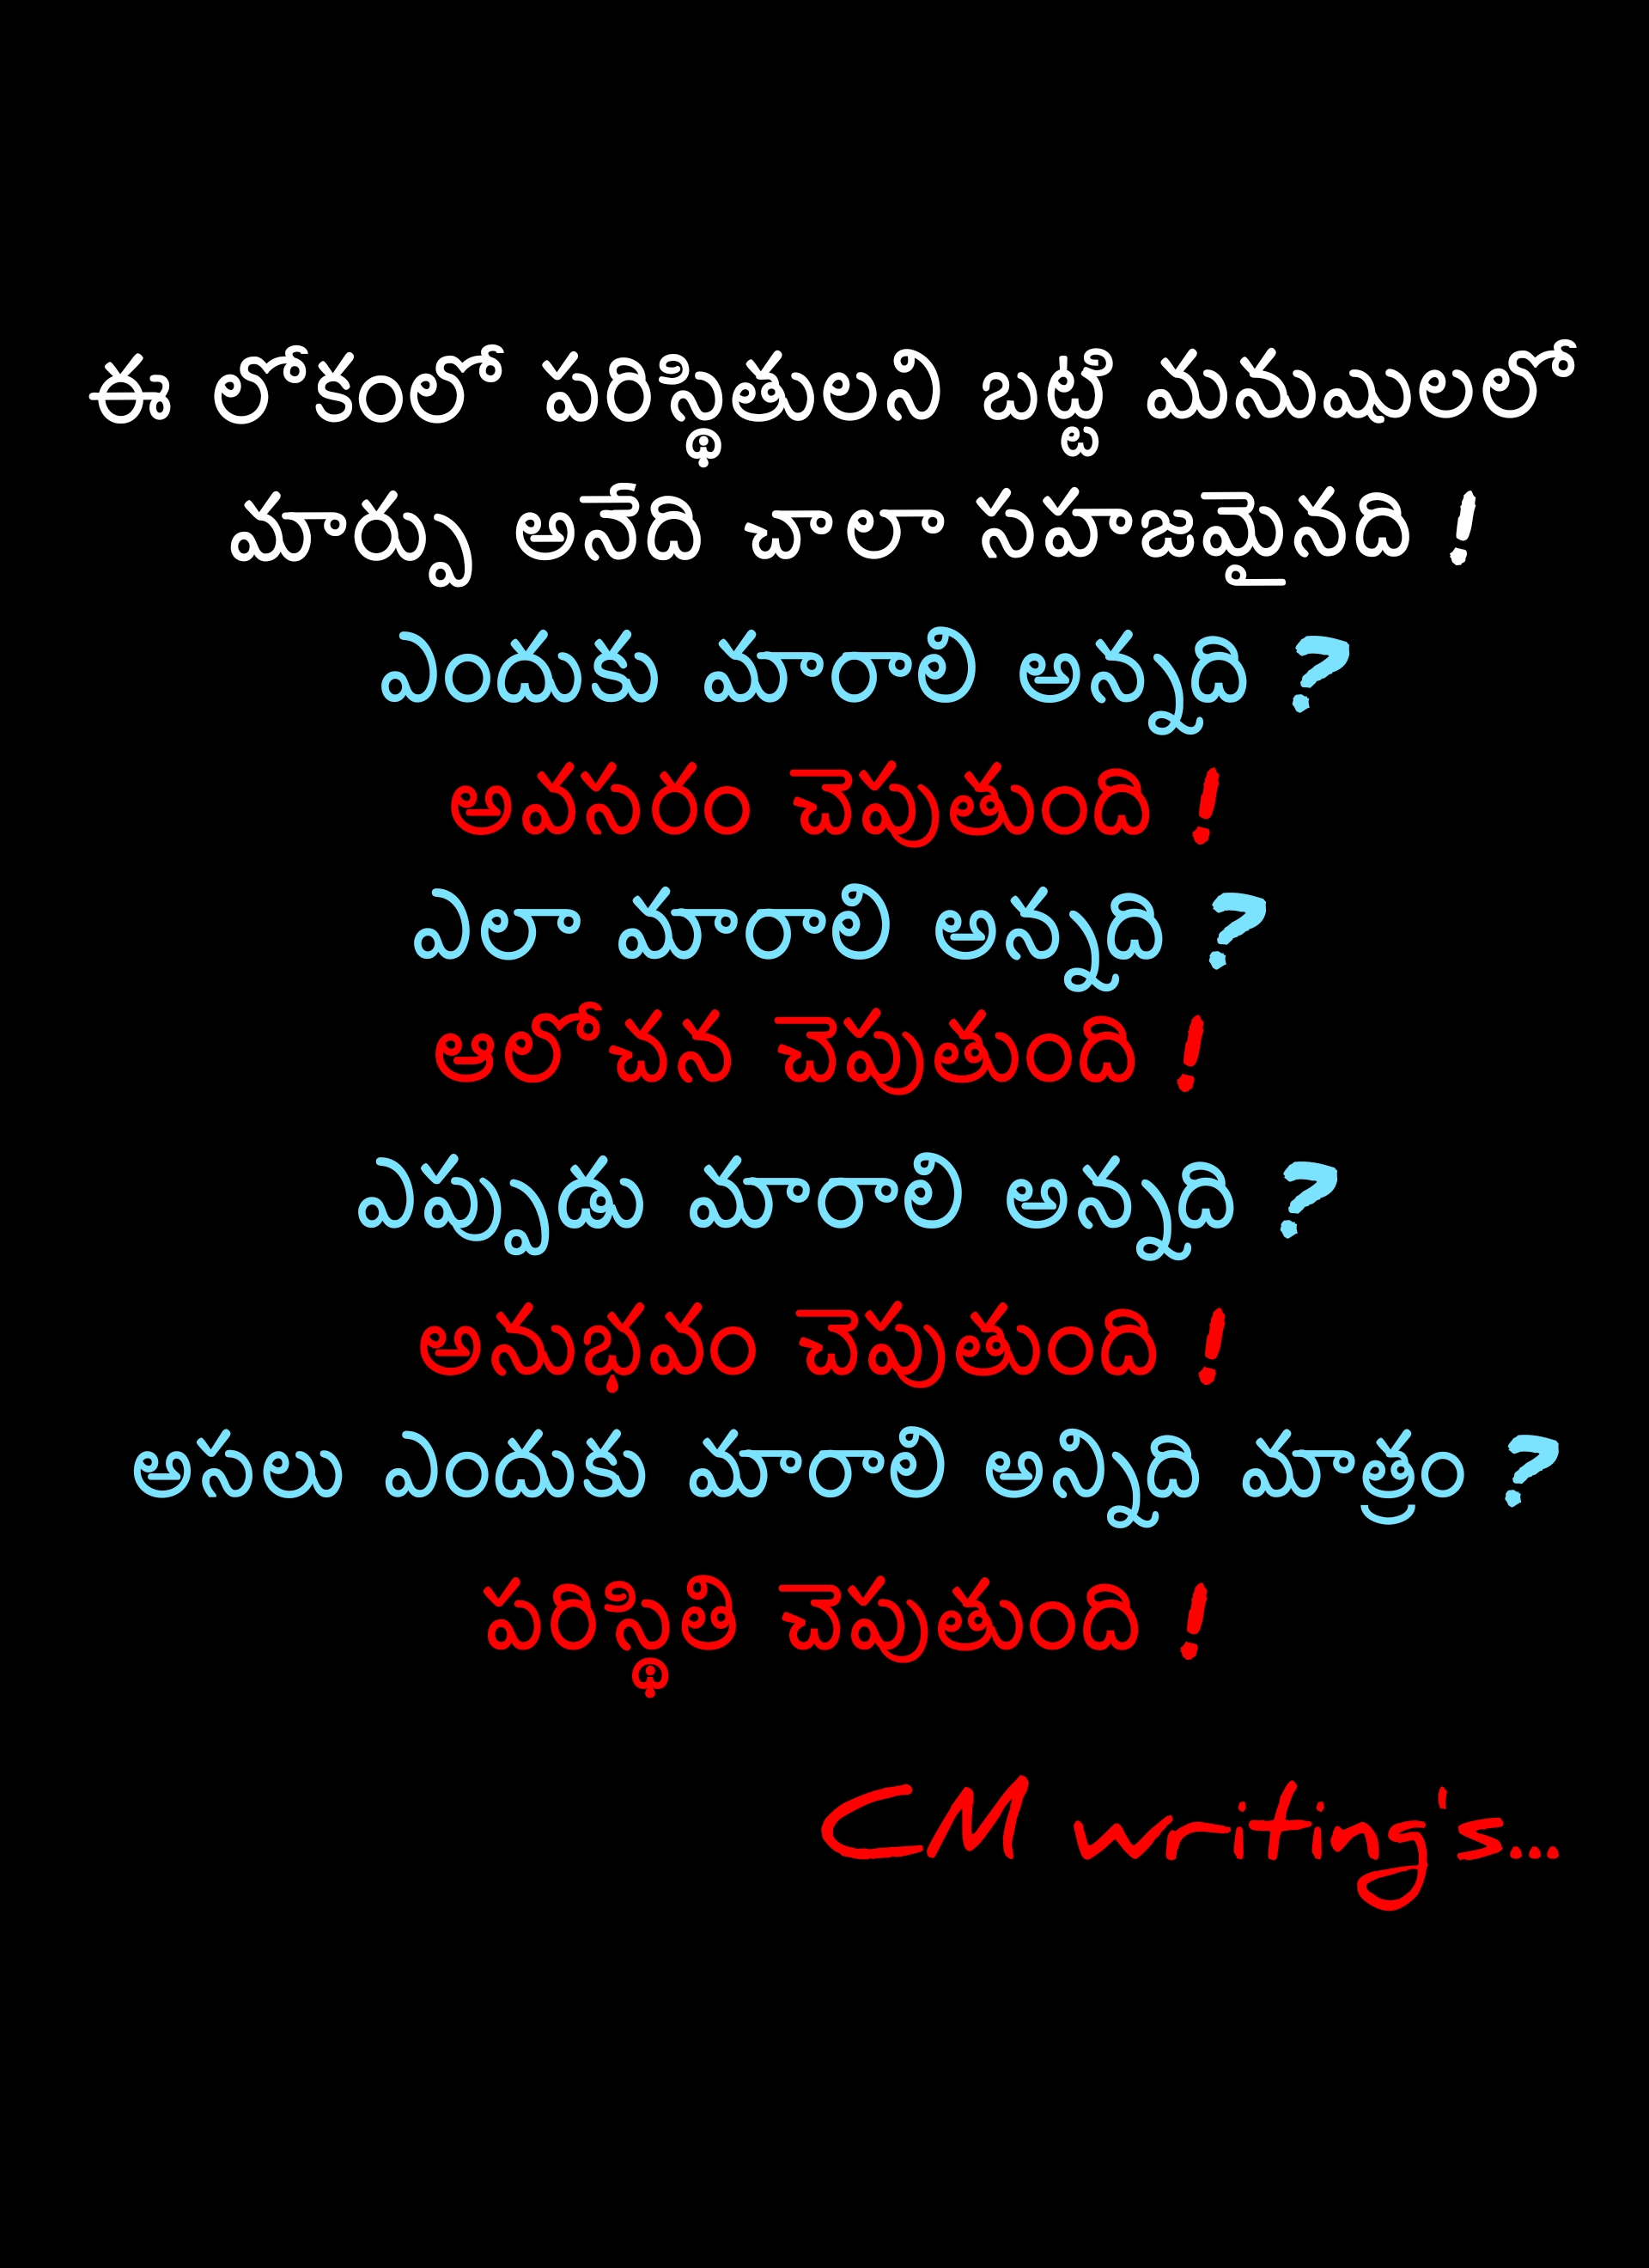 ఈ లోకంలో పరిస్థితులని బట్టి మనుషులలో
మార్పు అనేది చాలా సహజమైనది !
ఎందుకు మారాలి అన్నది ?
అవసరం చెపుతుంది !
ఎలా మారాలి అన్నది ?
ఆలోచన చెపుతుంది !
ఎప్పుడు మారాలి అన్నది ?
అనుభవం చెపుతుంది !
అసలు ఎందుకు మారాలి అన్నిది మాత్రం ?
పరిస్థితి చెపుతుంది !
CM writing's...